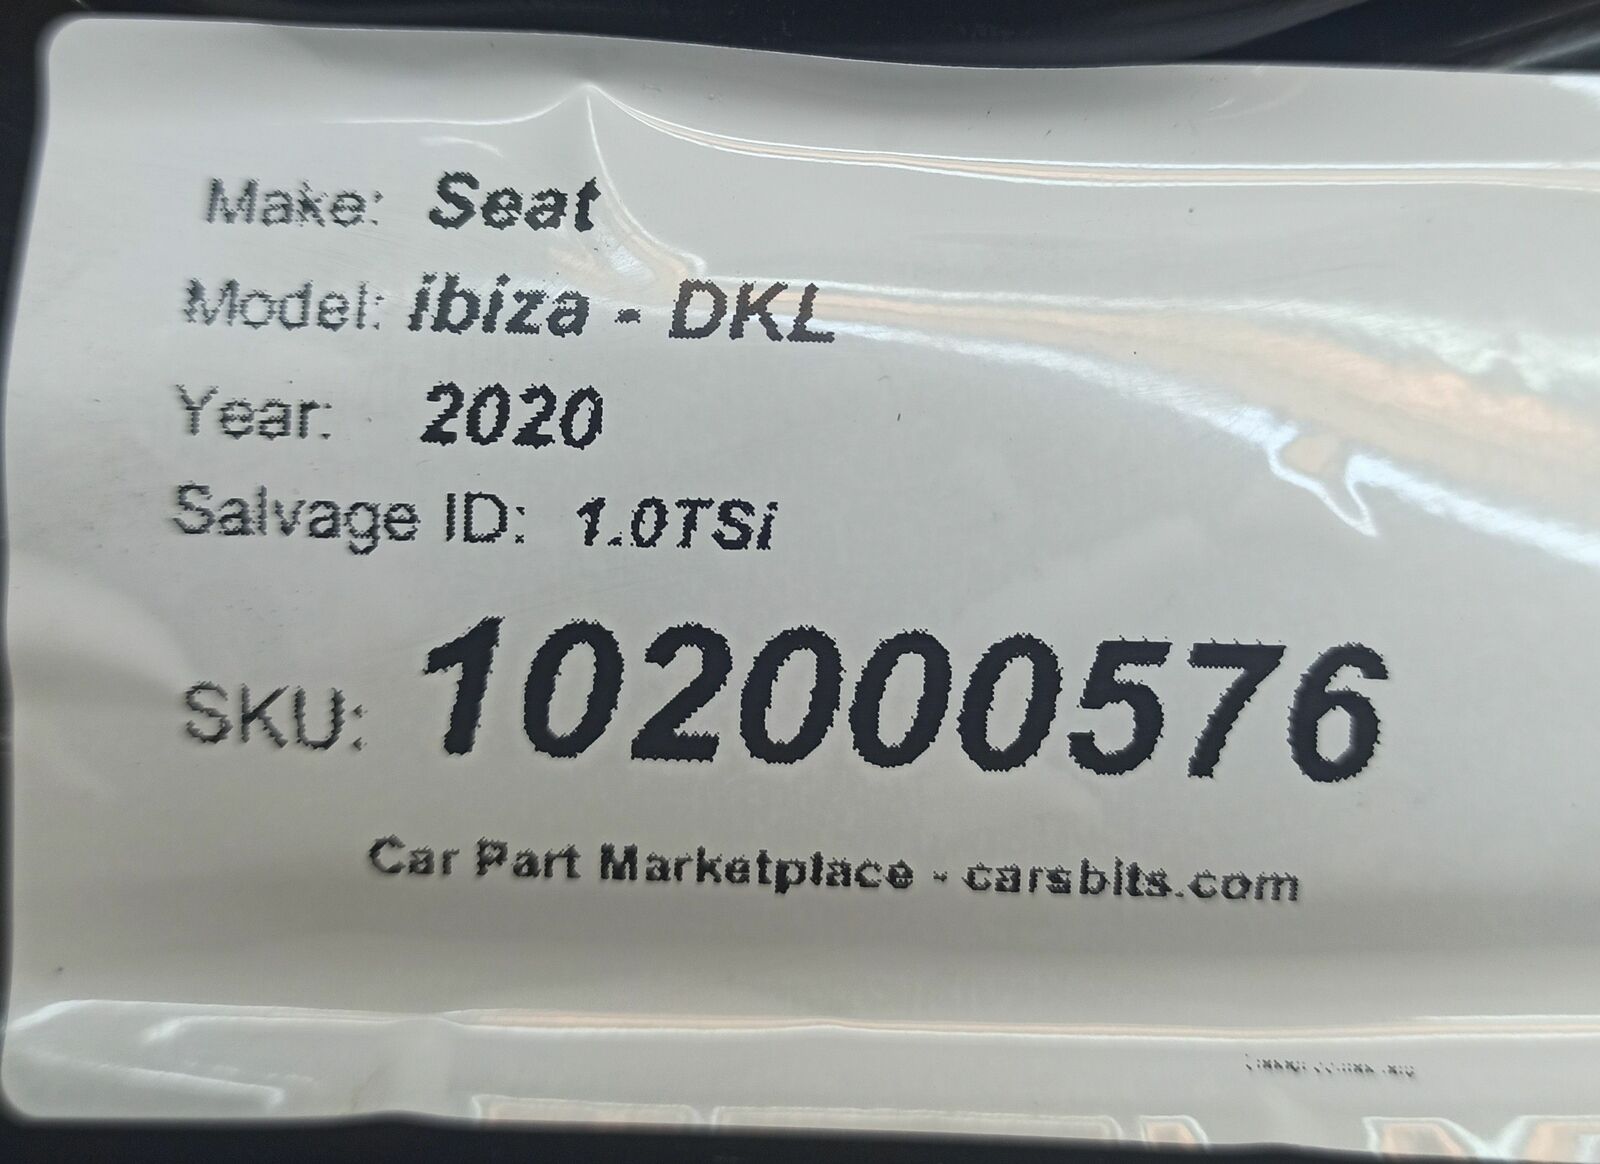 Make: Seat
Model: ibiza - DKL
Year: 2020
Salvage ID: 1.0TSi
SKU: 102000576
Car Part Marketplace - carsbits.com